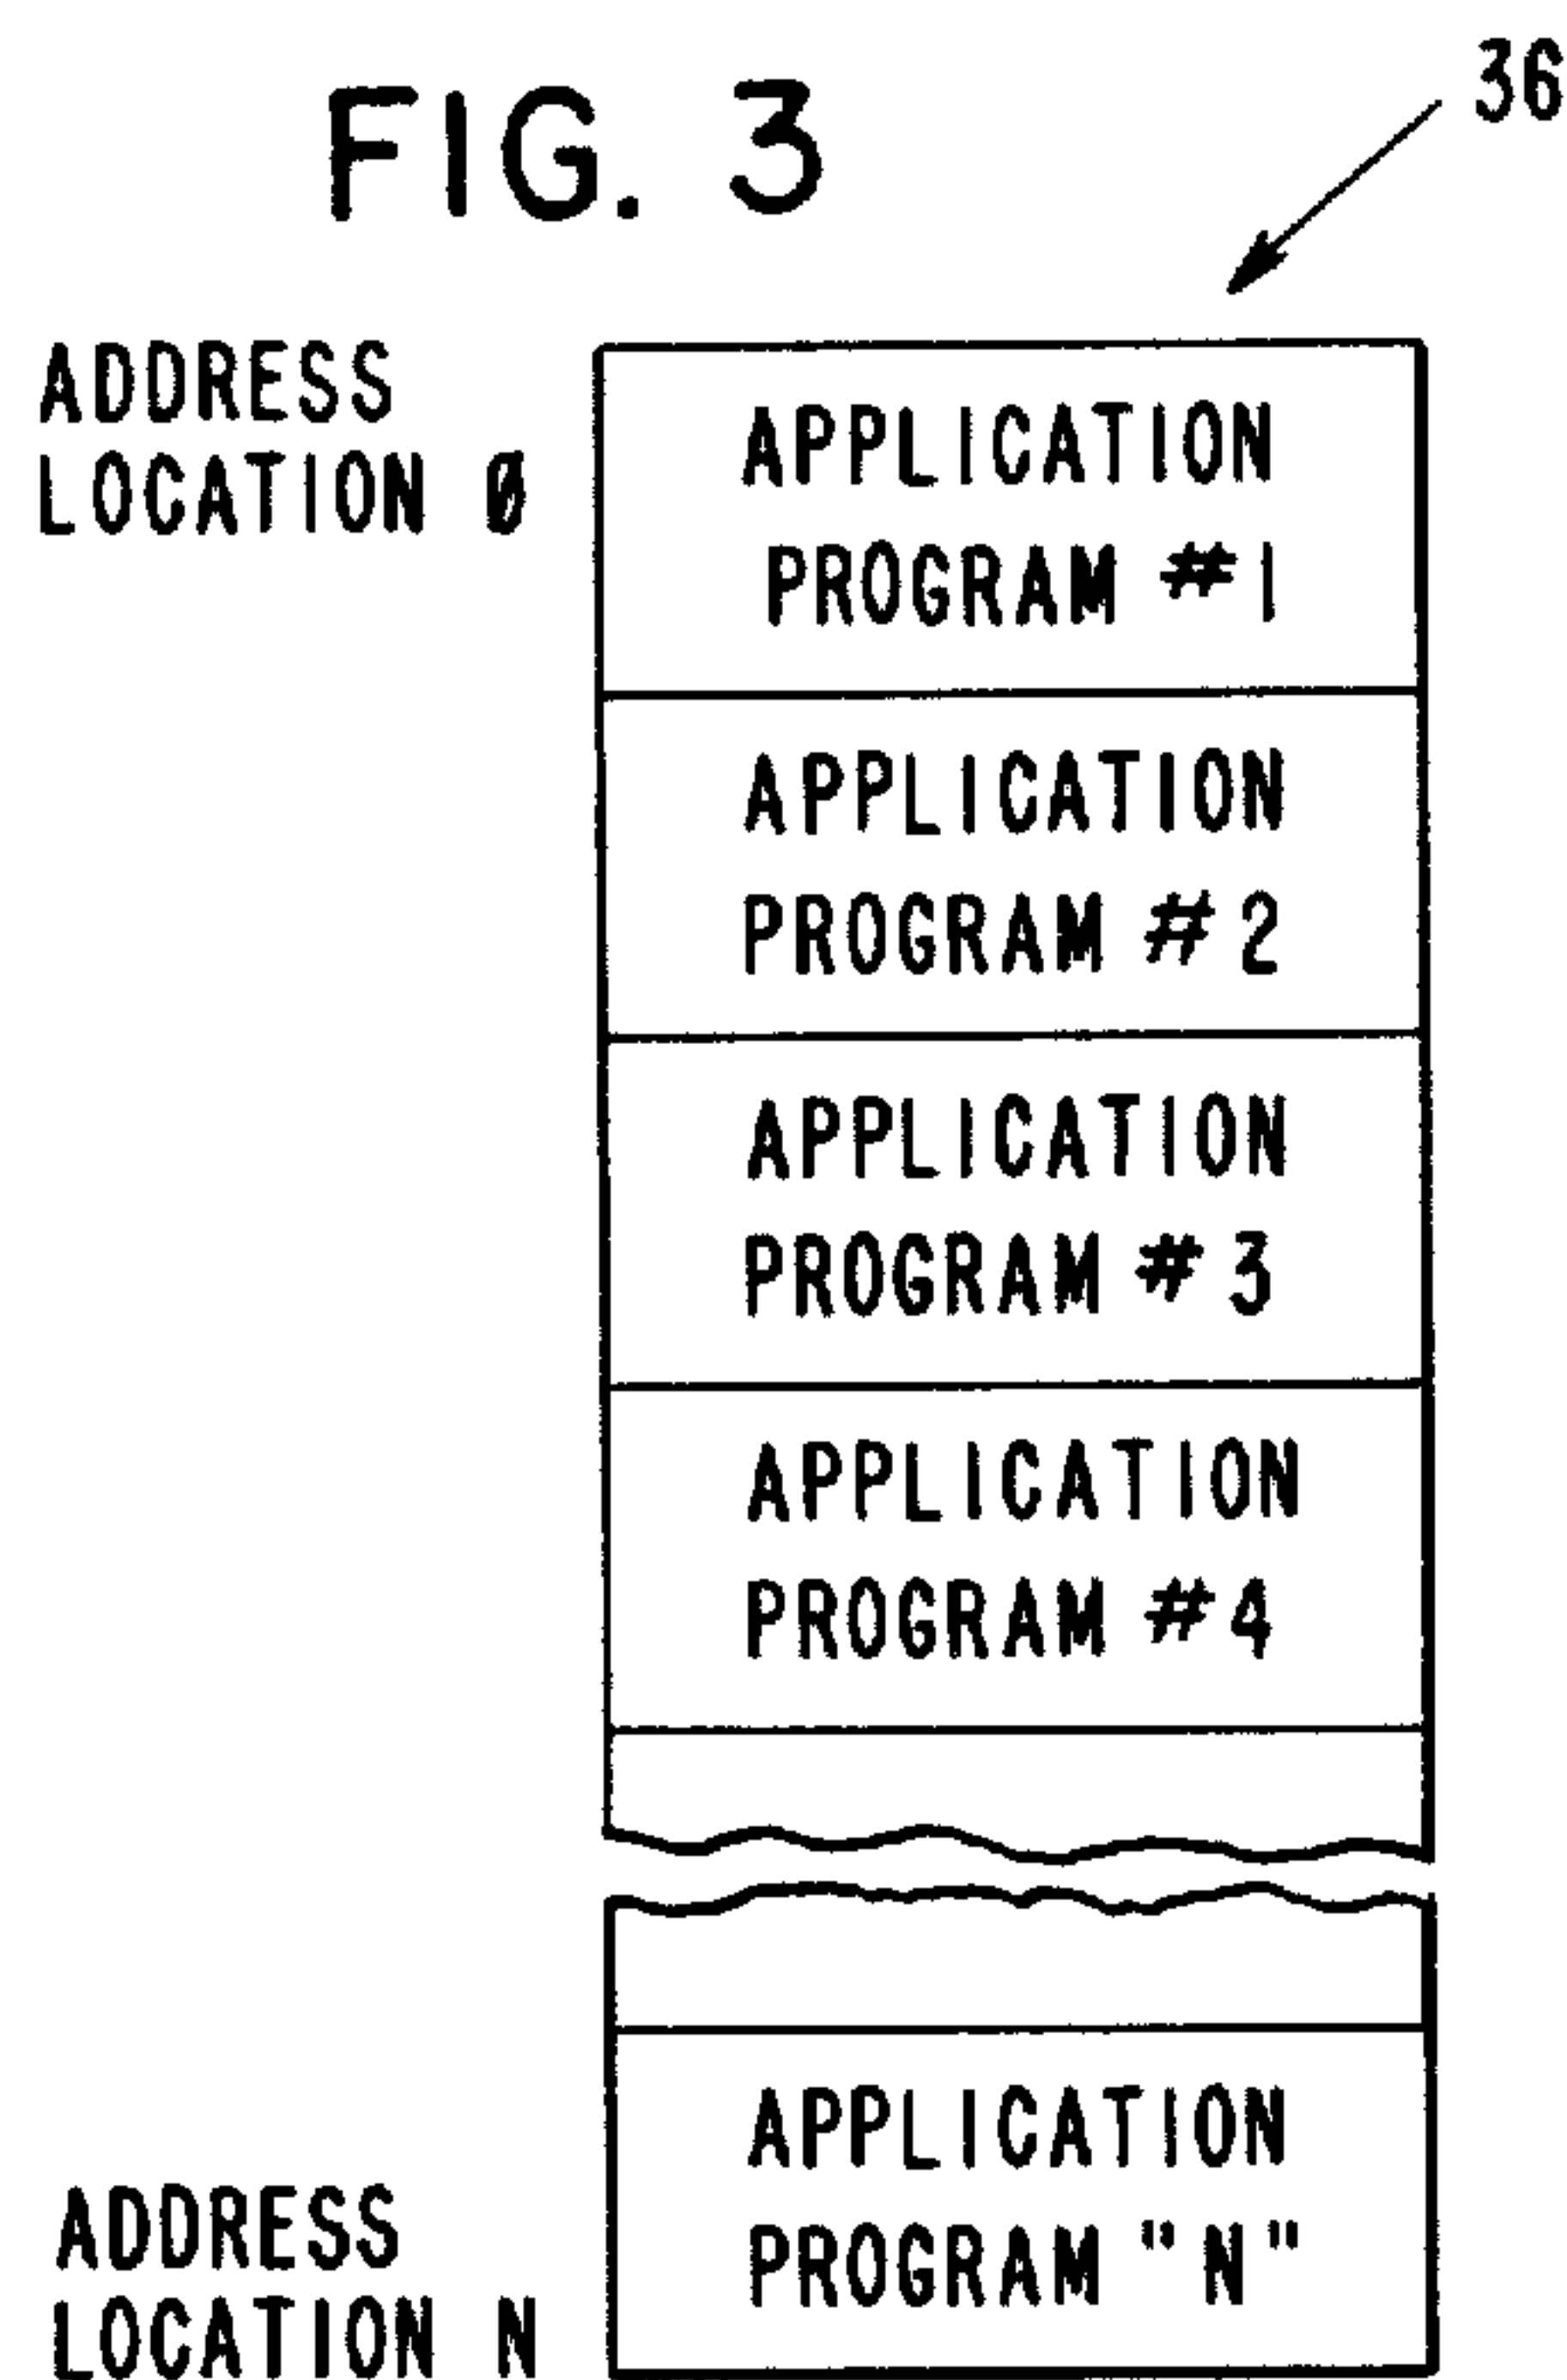 FIG. 3
36
ADDRESS
LOCATION 0
APPLICATION
PROGRAM #1
APPLICATION
PROGRAM #2
APPLICATION
PROGRAM #3
APPLICATION
PROGRAM #4
APPLICATION
PROGRAM "N"
ADDRESS
LOCATION N